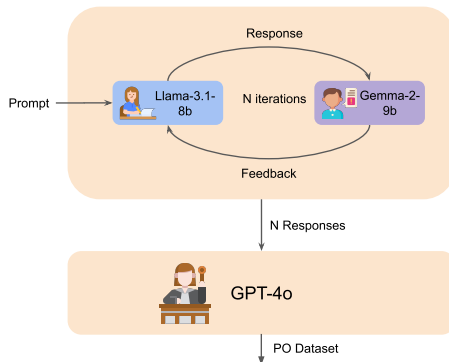 Response
Prompt
Llama-3.1-
8b
N iterations
Gemma-2-
9b
Feedback
N Responses
GPT-4o
PO Dataset